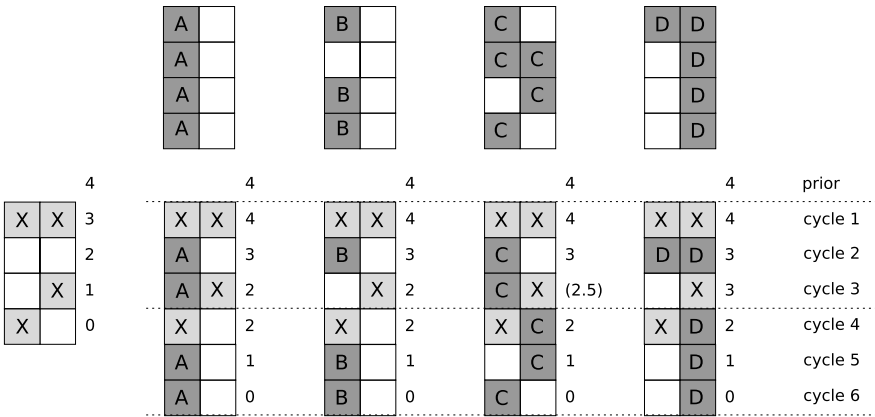 A B C D D
A C C D
A B C D
A B C D
4 4 4 4 4 prior
X X 3 X X 4 X X 4 X X 4 X X 4 cycle 1
2 A 3 B 3 C 3 D D 3 cycle 2
X 1 A X 2 X 2 C X (2.5) X 3 cycle 3
X 0 X 2 X 2 X C 2 X D 2 cycle 4
A 1 B 1 C 1 D 1 cycle 5
A 0 B 0 C 0 D 0 cycle 6